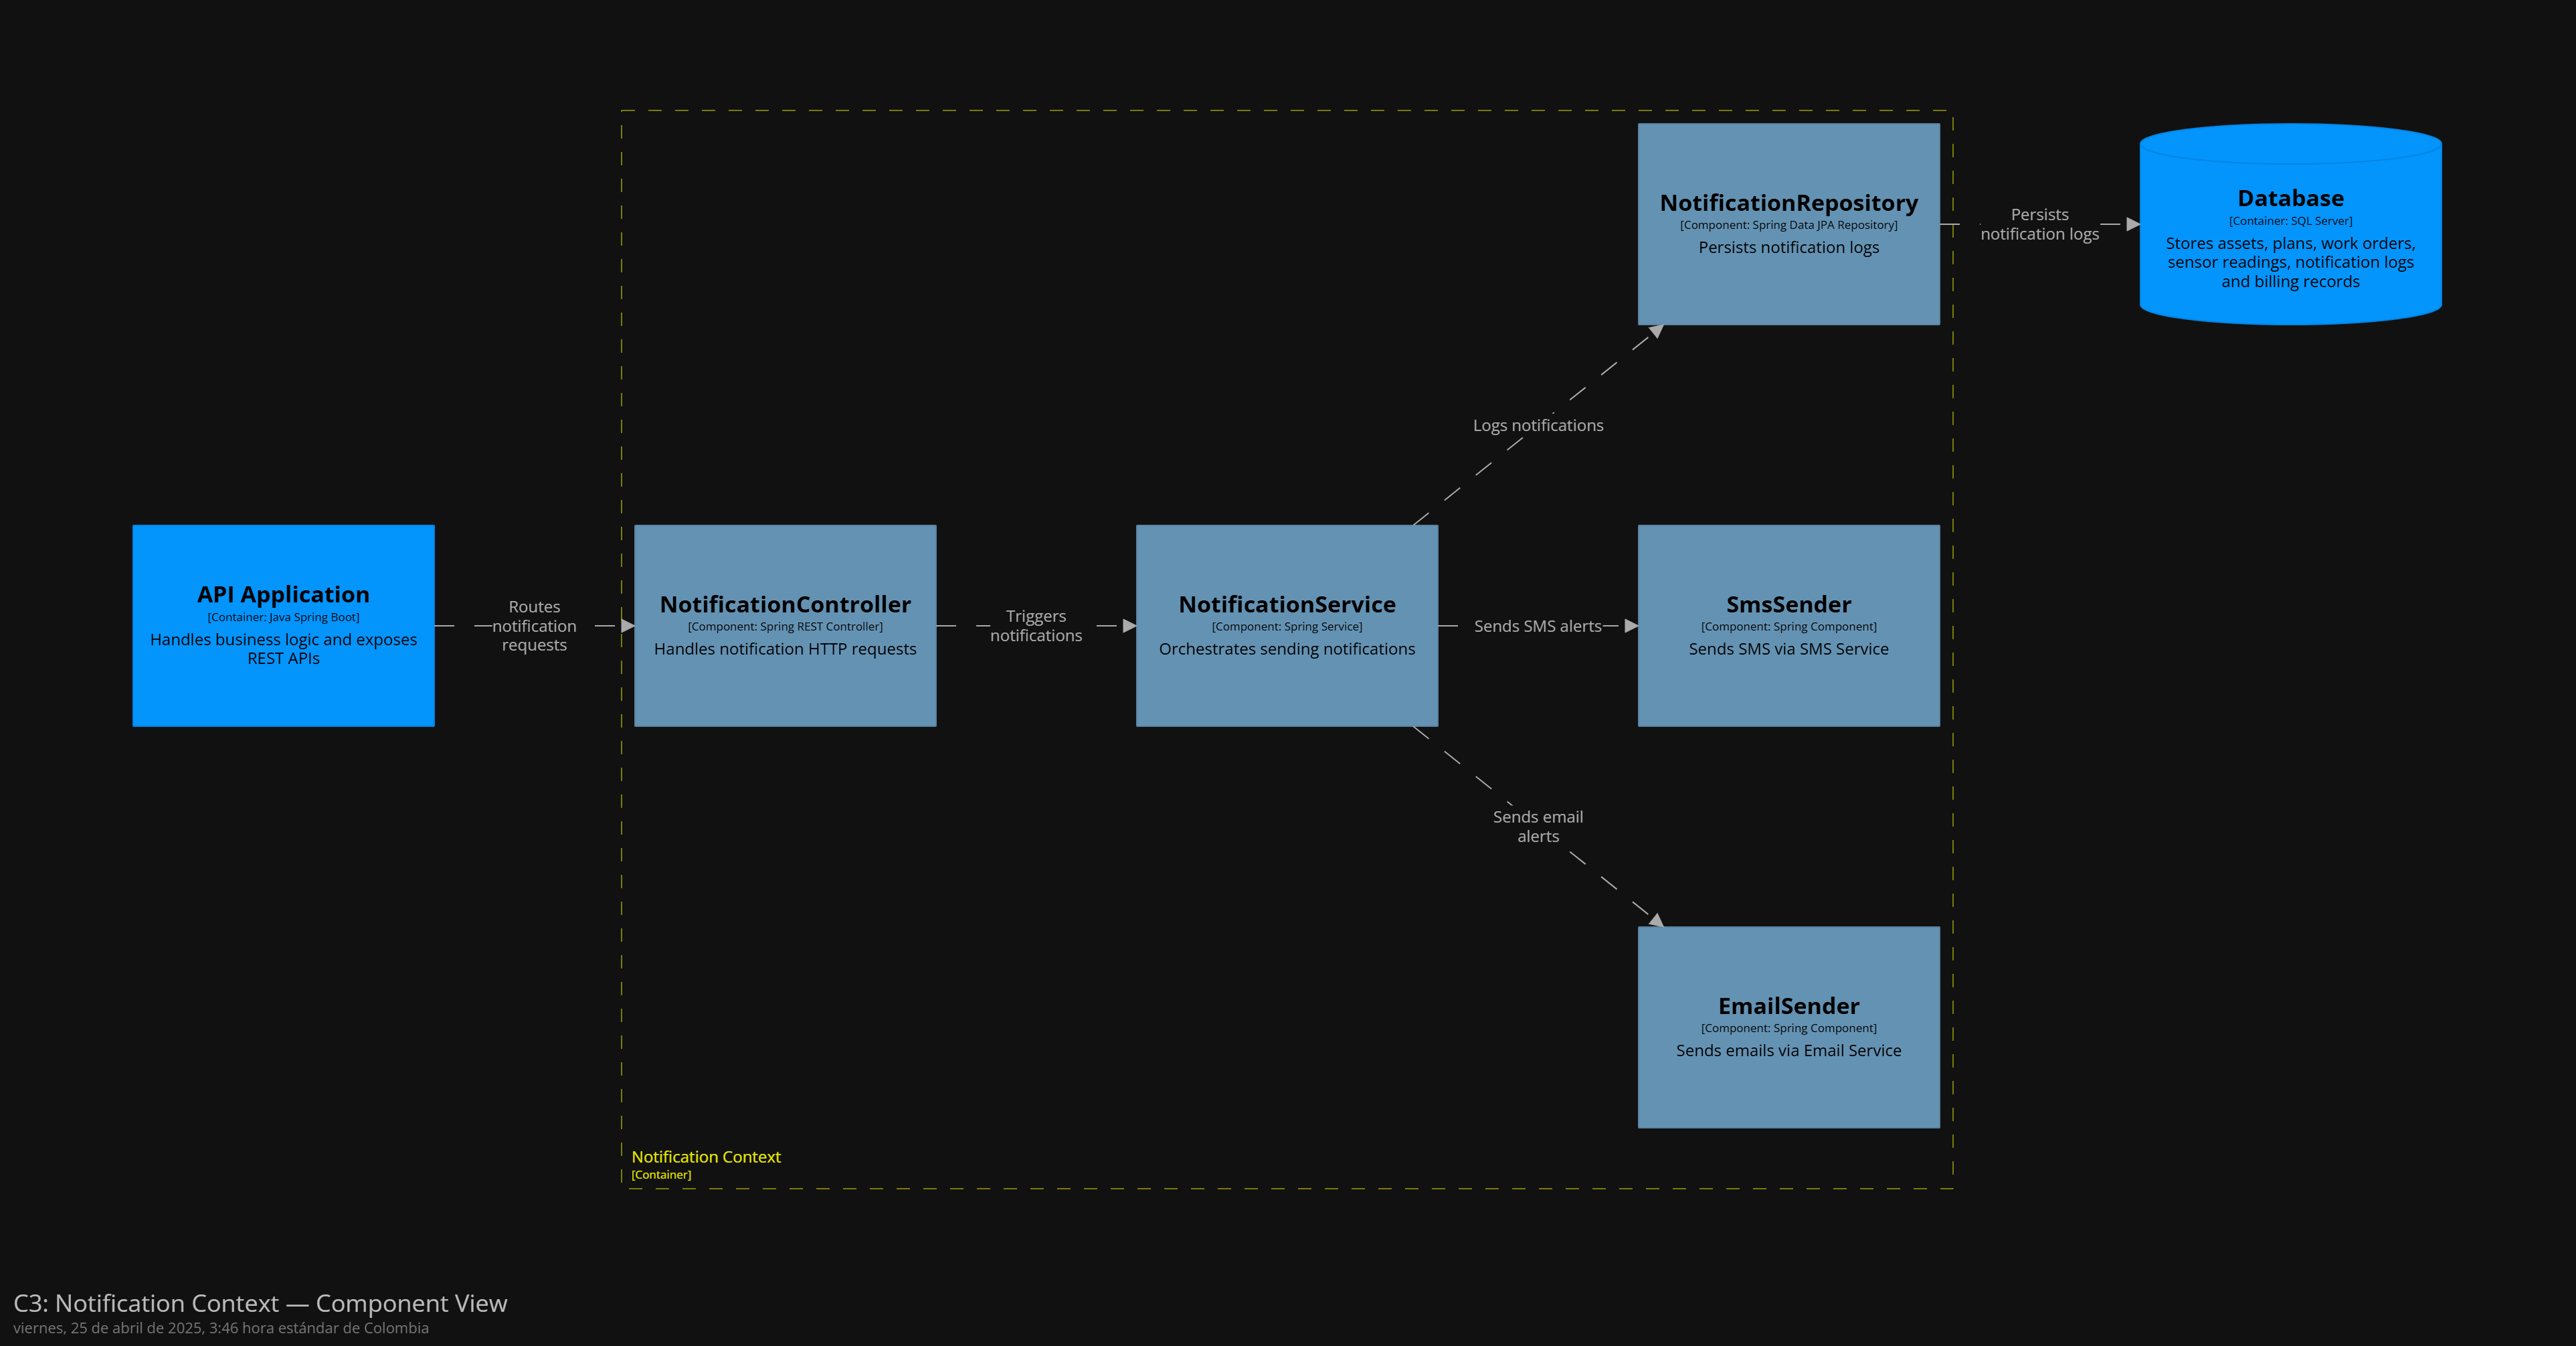 NotificationRepository
[Component: Spring Data JPA Repository]
Persists notification logs
Persists
notification logs
Database
[Container: SQL Server]
Stores assets, plans, work orders,
sensor readings, notification logs
and billing records
Logs notifications
API Application
[Container: Java Spring Boot]
Handles business logic and exposes
REST APIs
Routes
notification
requests
NotificationController
[Component: Spring REST Controller]
Handles notification HTTP requests
Triggers
notifications
NotificationService
[Component: Spring Service]
Orchestrates sending notifications
Sends SMS alerts
SmsSender
[Component: Spring Component]
Sends SMS via SMS Service
Sends email
alerts
EmailSender
[Component: Spring Component]
Sends emails via Email Service
Notification Context
[Container]
C3: Notification Context — Component View
viernes, 25 de abril de 2025, 3:46 hora estándar de Colombia